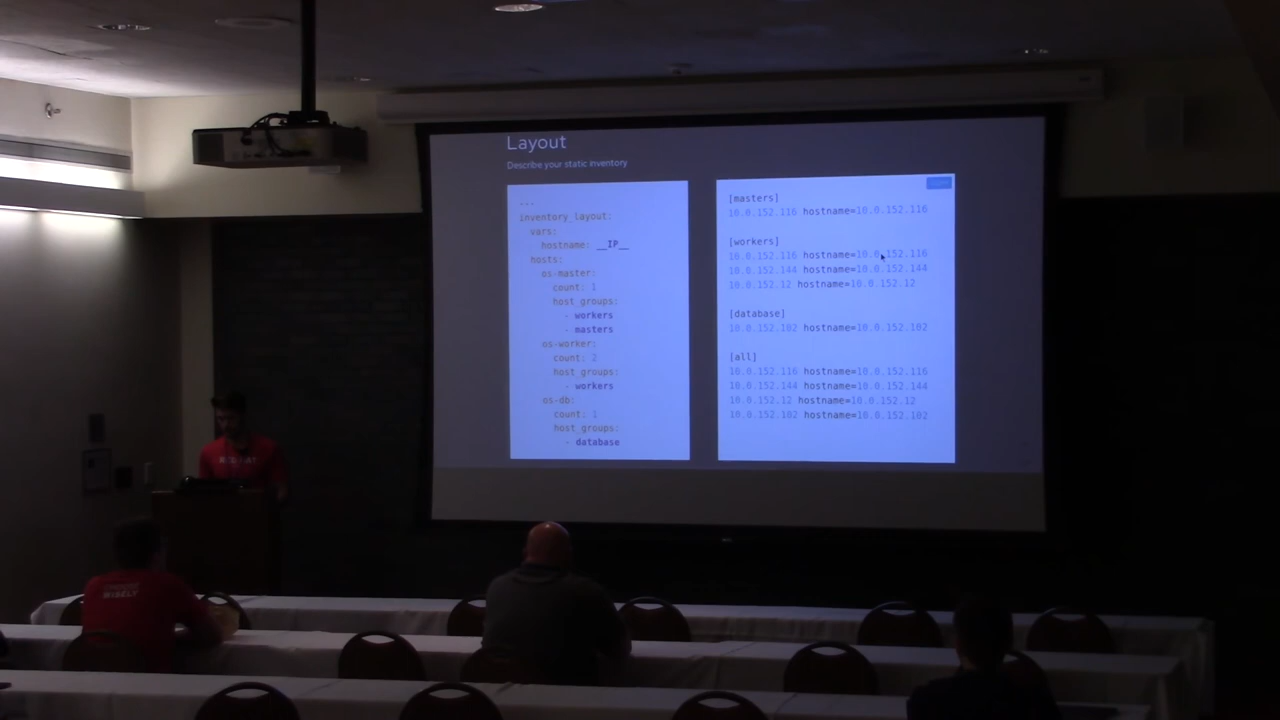 Layout
Describe your static inventory
---
inventory_layout:
vars:
hostname: __IP__
hosts:
os-master:
count: 1
host_groups:
- workers
- masters
os-worker:
count: 2
host_groups:
- workers
os-db:
count: 1
host_groups:
- database
[masters]
10.0.152.116 hostname=10.0.152.116
[workers]
10.0.152.116 hostname=10.0.152.116
10.0.152.144 hostname=10.0.152.144
10.0.152.12 hostname=10.0.152.12
[database]
10.0.152.102 hostname=10.0.152.102
[all]
10.0.152.116 hostname=10.0.152.116
10.0.152.144 hostname=10.0.152.144
10.0.152.12 hostname=10.0.152.12
10.0.152.102 hostname=10.0.152.102
WISELY